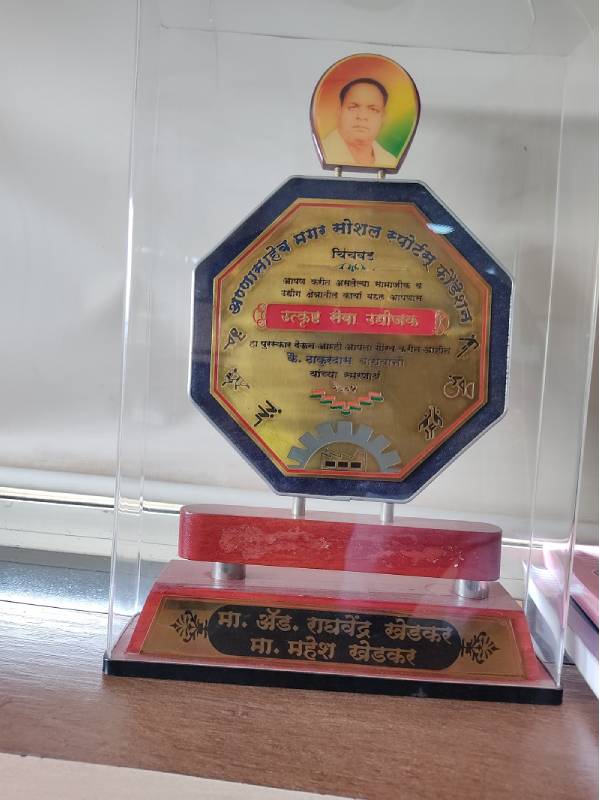 अण्णासाहेब मगर सोशल स्पोर्टस् फौंडेशन
चिंचवड
आपण करीत असलेल्या सामाजीक व
उद्योग क्षेत्रातील कार्या बद्दल आपणास
उत्कृष्ठ सेवा उद्योजक
हा पुरस्कार देऊन आम्ही आपला गौरव करीत आहोत
कै. ठाकुरदास
यांच्या स्मरणार्थ
मा. ॲड. राघवेंद्र खेडकर
मा. महेश खेडकर